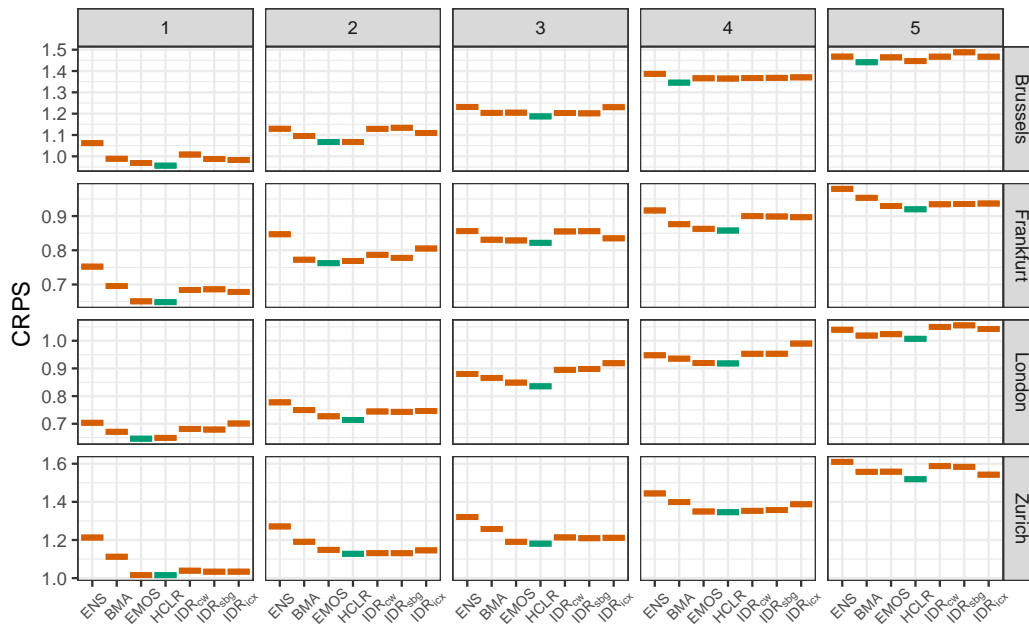 1 2 3 4 5
CRPS
1.5
1.4
1.3
1.2
1.1
1.0
Brussels
0.9
0.8
0.7
Frankfurt
1.0
0.9
0.8
0.7
London
1.6
1.4
1.2
1.0
Zurich
ENS BMA EMOS HCLR IDRcw IDRsbg IDRicx ENS BMA EMOS HCLR IDRcw IDRsbg IDRicx ENS BMA EMOS HCLR IDRcw IDRsbg IDRicx ENS BMA EMOS HCLR IDRcw IDRsbg IDRicx ENS BMA EMOS HCLR IDRcw IDRsbg IDRicx